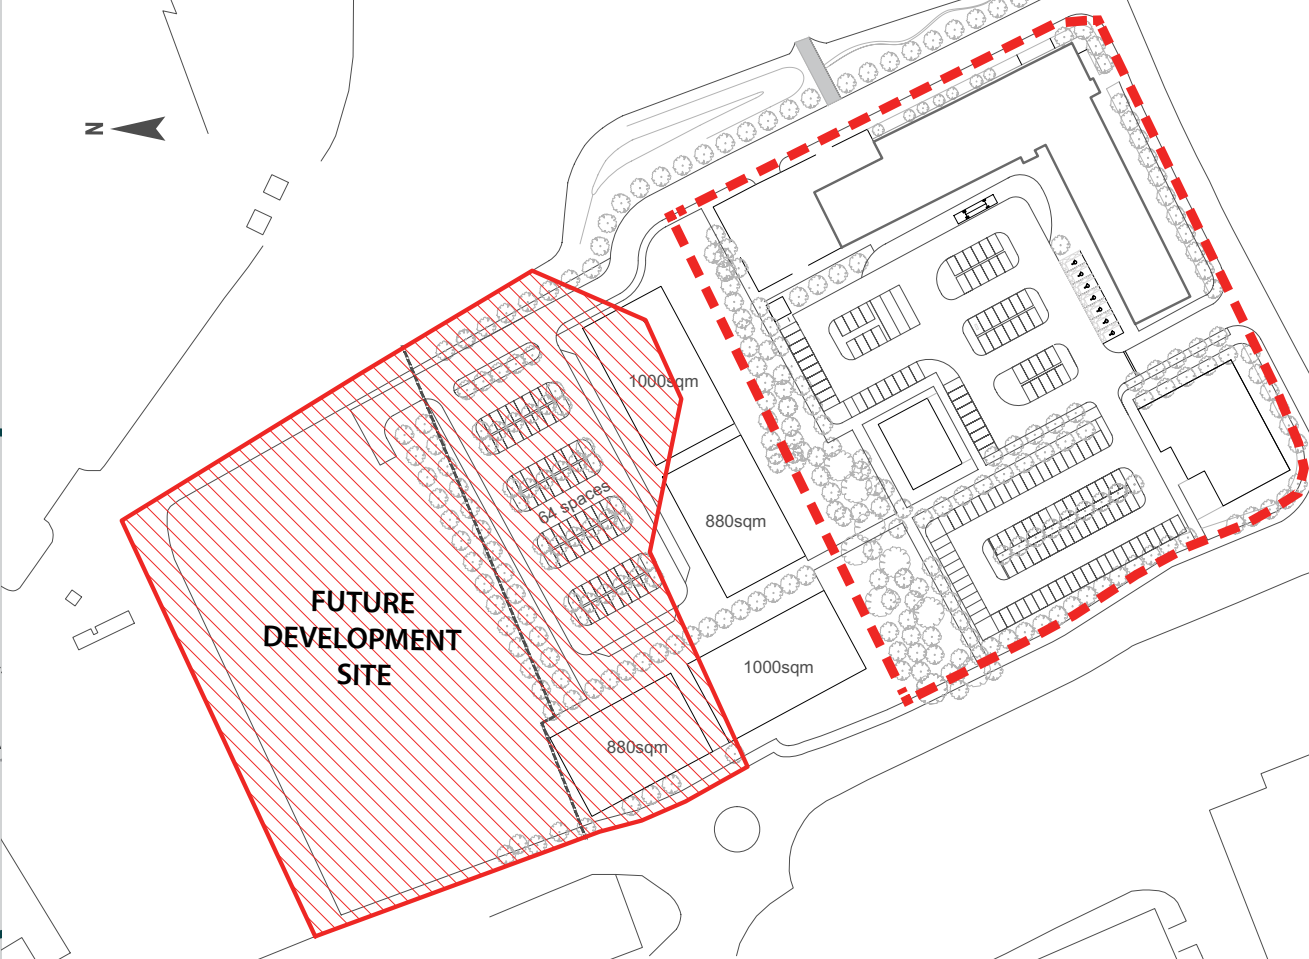 N
1000sqm
64 spaces
880sqm
FUTURE
DEVELOPMENT
SITE
1000sqm
880sqm